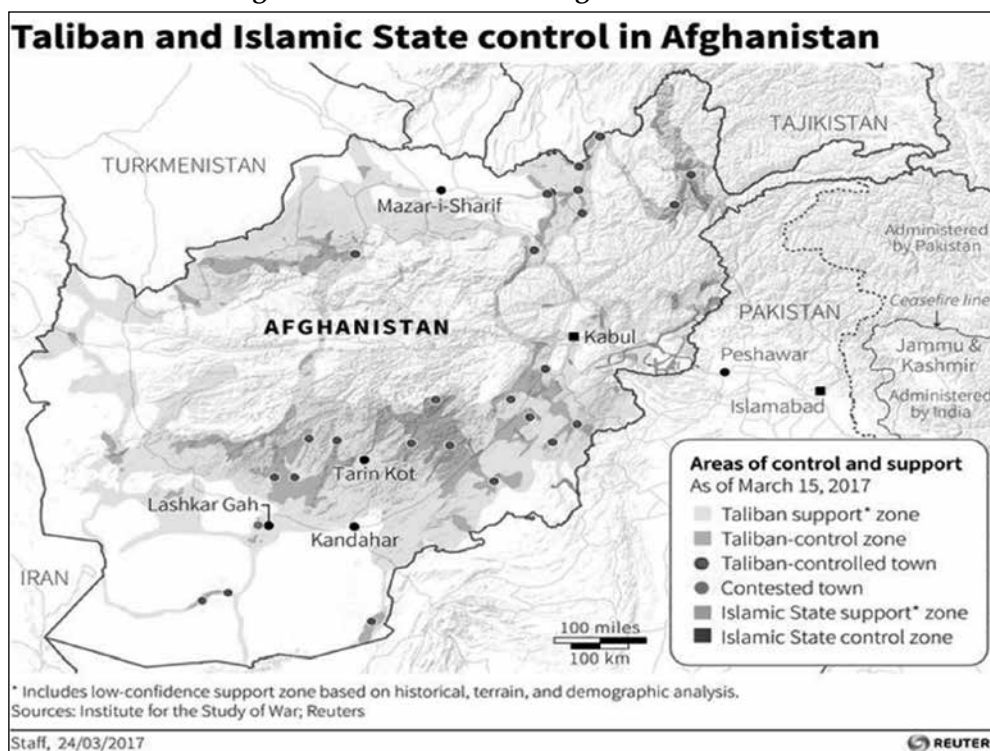 Taliban and Islamic State control in Afghanistan
TURKMENISTAN
TAJIKISTAN
Mazar-i-Sharif
Administered
by Pakistan
AFGHANISTAN
Kabul
PAKISTAN
Ceasefire line
Peshawar
Jammu &
Kashmir
Islamabad
Administered
by India
Tarin Kot
Lashkar Gah
Kandahar
IRAN
100 miles
100 km
Areas of control and support
As of March 15, 2017
Taliban support* zone
Taliban-control zone
Taliban-controlled town
Contested town
Islamic State support* zone
Islamic State control zone
* Includes low-confidence support zone based on historical, terrain, and demographic analysis.
Sources: Institute for the Study of War; Reuters
Staff, 24/03/2017
REUTER